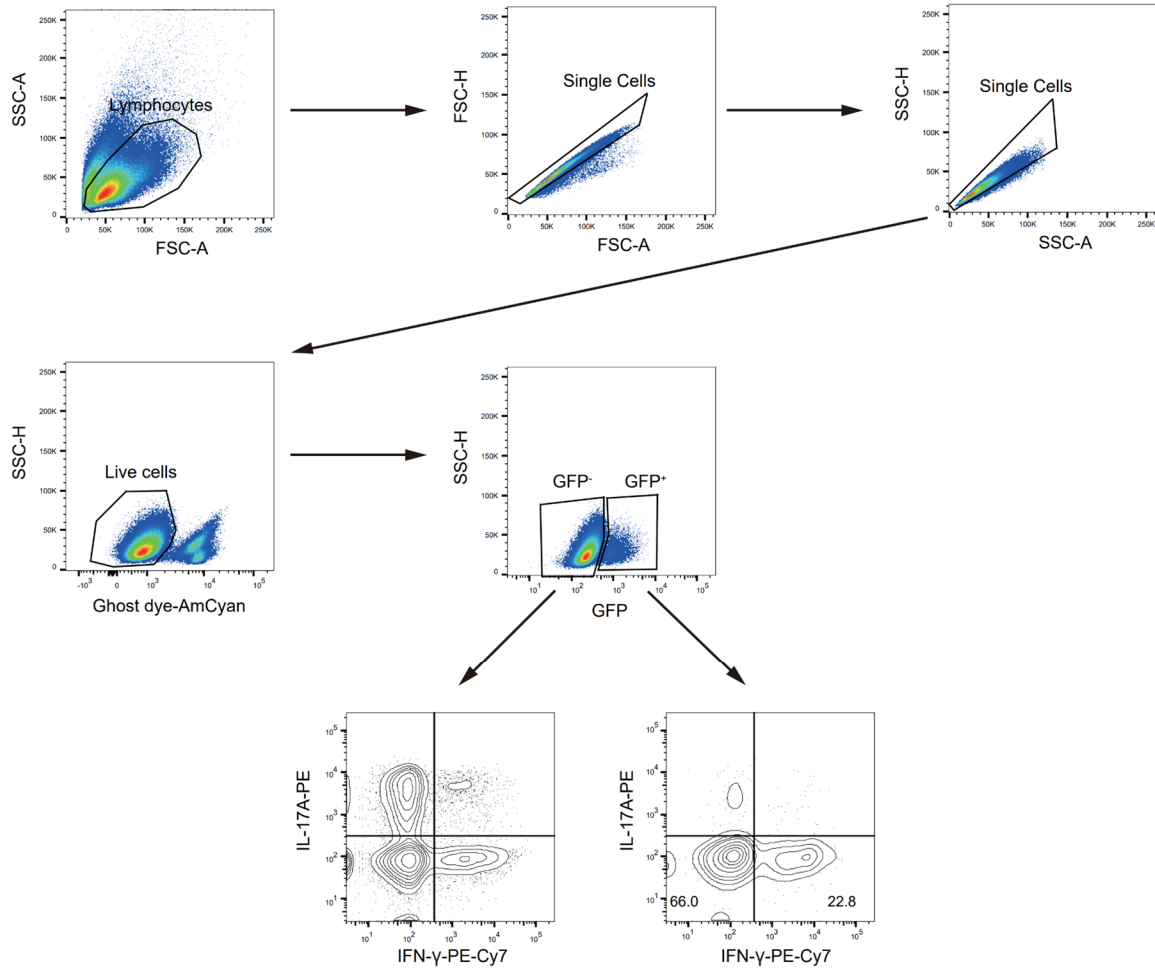 250K
200K
150K
100K
50K
0
SSC-A
Lymphocytes
0 50K 100K 150K 200K 250K
FSC-A
250K
200K
150K
100K
50K
0
FSC-H
Single Cells
0 50K 100K 150K 200K 250K
FSC-A
250K
200K
150K
100K
50K
0
SSC-H
Single Cells
0 50K 100K 150K 200K 250K
SSC-A
250K
200K
150K
100K
50K
0
SSC-H
Live cells
-10³ 0 10³ 10⁴ 10⁵
Ghost dye-AmCyan
250K
200K
150K
100K
50K
0
SSC-H
GFP⁻ GFP⁺
10¹ 10² 10³ 10⁴ 10⁵
GFP
10⁵
10⁴
10³
10²
10¹
IL-17A-PE
10¹ 10² 10³ 10⁴ 10⁵
IFN-γ-PE-Cy7
10⁵
10⁴
10³
10²
10¹
IL-17A-PE
66.0 22.8
10¹ 10² 10³ 10⁴ 10⁵
IFN-γ-PE-Cy7